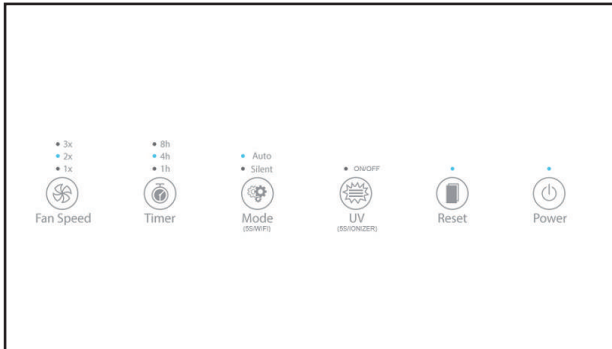 3x
2x
1x
Fan Speed
8h
4h
1h
Timer
Auto
Silent
Mode
(5S/WIFI)
ON/OFF
UV
(5S/IONIZER)
Reset
Power